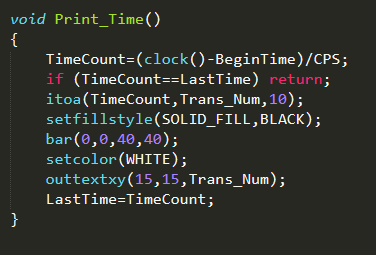 void Print_Time()
{
    TimeCount=(clock()-BeginTime)/CPS;
    if (TimeCount==LastTime) return;
    itoa(TimeCount,Trans_Num,10);
    setfillstyle(SOLID_FILL,BLACK);
    bar(0,0,40,40);
    setcolor(WHITE);
    outtextxy(15,15,Trans_Num);
    LastTime=TimeCount;
}